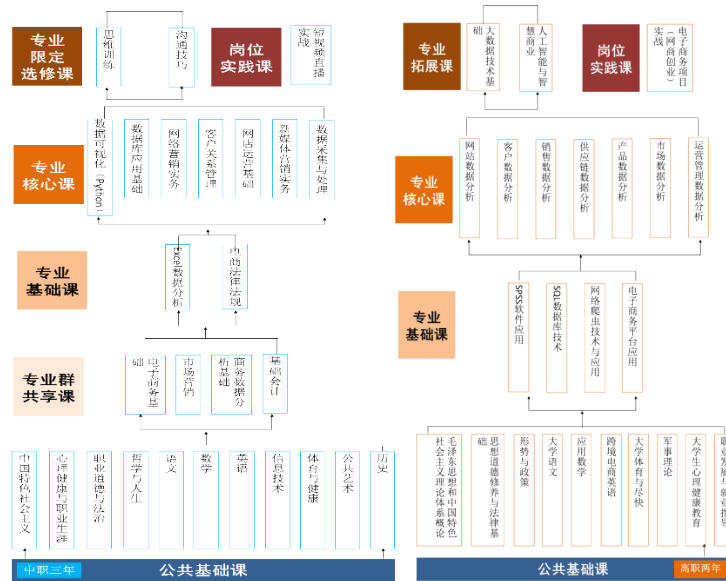 专业
限定
选修课
思维训练
沟通技巧
岗位
实践课
短视频直播
实战
专业
核心课
数据可视化（Python）
数据库应用基础
网络营销实务
客户关系管理
网店运营基础
新媒体营销实务
数据采集与处理
专业
基础课
Excel数据分析
电商法律法规
专业群
共享课
电子商务基
础
市场营销
商务数据分
析基础
基础会计
中国特色社会主义
心理健康与职业生涯
职业道德与法治
哲学与人生
语文
数学
英语
信息技术
体育与健康
公共艺术
历史
中职三年
公共基础课
专业
拓展课
大数据技术基
础
人工智能与智
慧商业
岗位
实践课
电子商务项目
（网商创业）
实战
专业
核心课
网站数据分析
客户数据分析
销售数据分析
供应链数据分析
产品数据分析
市场数据分析
运营管理数据分析
专业
基础课
SPSS软件应用
SQL数据库技术
网络爬虫技术与应用
电子商务平台应用
毛泽东思想和中国特色
社会主义理论体系概论
思想道德修养与法律基
础
形势与政策
大学语文
应用数学
跨境电商英语
大学体育与尽快
军事理论
大学生心理健康教育
职业发展与就业指导
公共基础课
高职两年